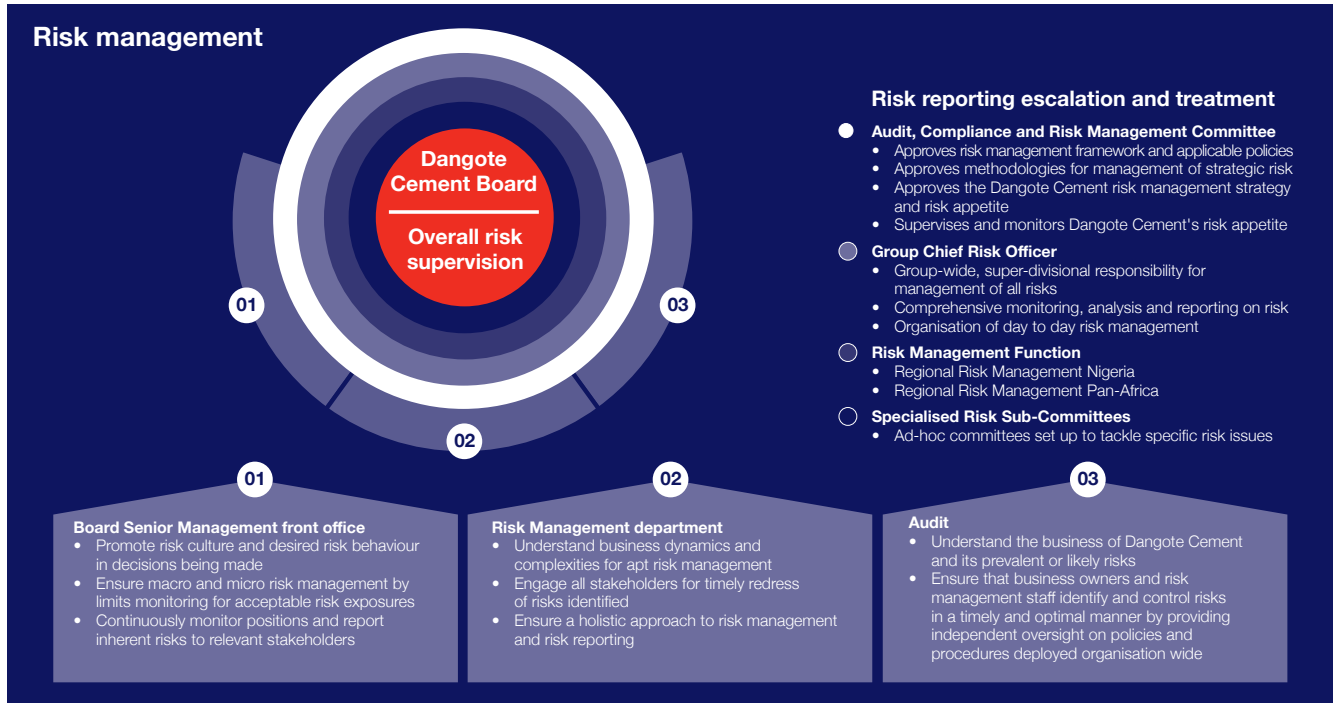 Risk management
Dangote
Cement Board
Overall risk
supervision
01
02
03
Risk reporting escalation and treatment
Audit, Compliance and Risk Management Committee
• Approves risk management framework and applicable policies
• Approves methodologies for management of strategic risk
• Approves the Dangote Cement risk management strategy
and risk appetite
• Supervises and monitors Dangote Cement's risk appetite
Group Chief Risk Officer
• Group-wide, super-divisional responsibility for
management of all risks
• Comprehensive monitoring, analysis and reporting on risk
• Organisation of day to day risk management
Risk Management Function
• Regional Risk Management Nigeria
• Regional Risk Management Pan-Africa
Specialised Risk Sub-Committees
• Ad-hoc committees set up to tackle specific risk issues
01
Board Senior Management front office
• Promote risk culture and desired risk behaviour
in decisions being made
• Ensure macro and micro risk management by
limits monitoring for acceptable risk exposures
• Continuously monitor positions and report
inherent risks to relevant stakeholders
02
Risk Management department
• Understand business dynamics and
complexities for apt risk management
• Engage all stakeholders for timely redress
of risks identified
• Ensure a holistic approach to risk management
and risk reporting
03
Audit
• Understand the business of Dangote Cement
and its prevalent or likely risks
• Ensure that business owners and risk
management staff identify and control risks
in a timely and optimal manner by providing
independent oversight on policies and
procedures deployed organisation wide